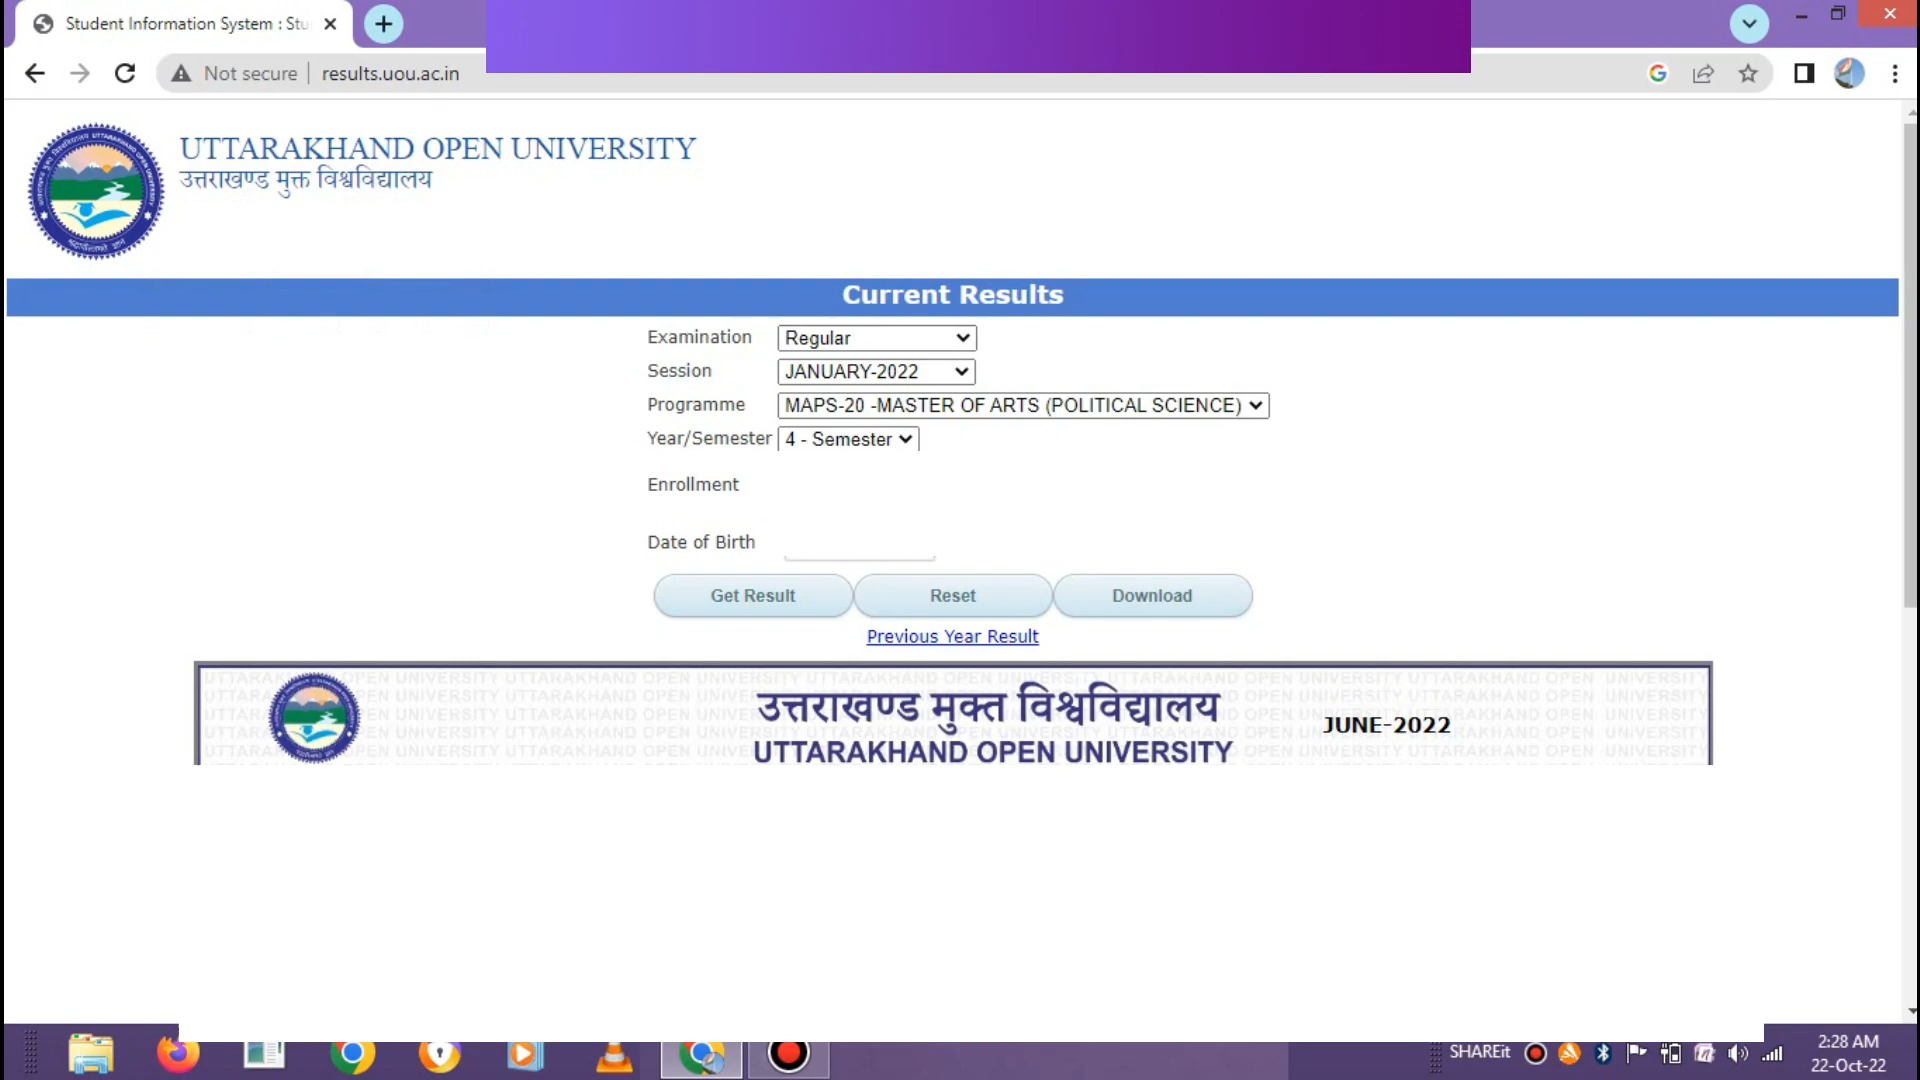 Student Information System : Stu
Not secure
results.uou.ac.in
UTTARAKHAND OPEN UNIVERSITY
उत्तराखण्ड मुक्त विश्वविद्यालय
Current Results
Examination Regular
Session JANUARY-2022
Programme MAPS-20 -MASTER OF ARTS (POLITICAL SCIENCE)
Year/Semester 4 - Semester
Enrollment
Date of Birth
Get Result Reset Download
Previous Year Result
उत्तराखण्ड मुक्त विश्वविद्यालय
JUNE-2022
UTTARAKHAND OPEN UNIVERSITY
SHAREit
2:28 AM
22-Oct-22